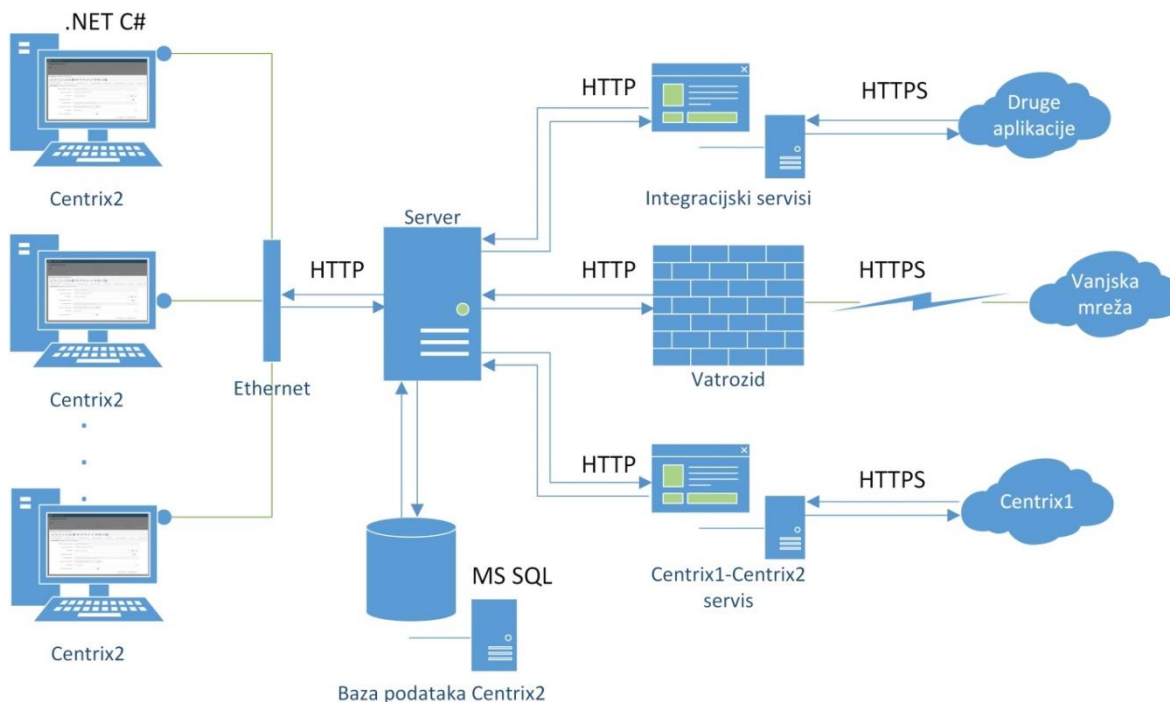 .NET C#
Centrix2
Centrix2
Centrix2
Ethernet
HTTP
Server
MS SQL
Baza podataka Centrix2
HTTP
Integracijski servisi
HTTPS
Druge
aplikacije
HTTP
Vatrozid
HTTPS
Vanjska
mreža
HTTP
Centrix1-Centrix2
servis
HTTPS
Centrix1